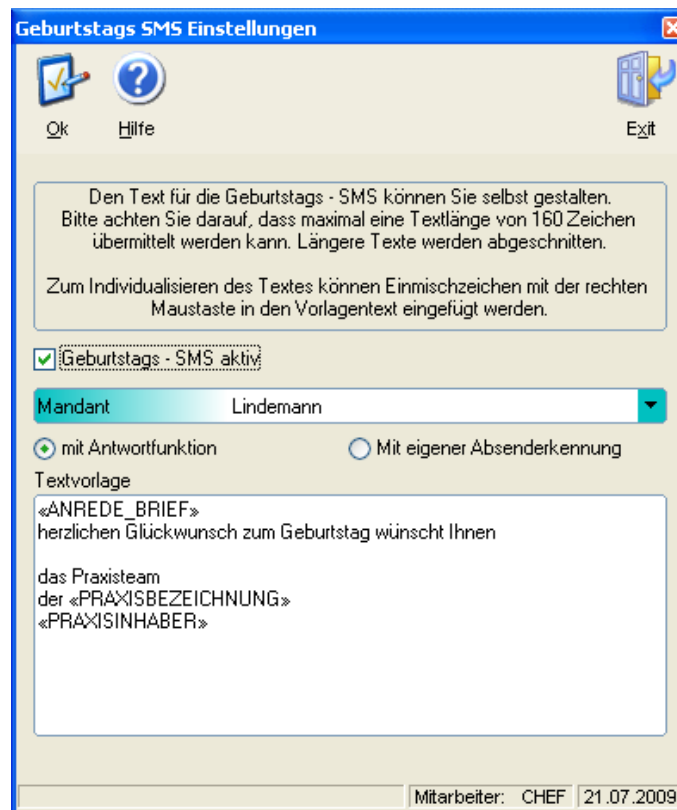 Geburtstags SMS Einstellungen
Ok Hilfe Exit
Den Text für die Geburtstags - SMS können Sie selbst gestalten.
Bitte achten Sie darauf, dass maximal eine Textlänge von 160 Zeichen
übermittelt werden kann. Längere Texte werden abgeschnitten.
Zum Individualisieren des Textes können Einmischzeichen mit der rechten
Maustaste in den Vorlagentext eingefügt werden.
Geburtstags - SMS aktiv
Mandant Lindemann
mit Antwortfunktion Mit eigener Absenderkennung
Textvorlage
«ANREDE_BRIEF»
herzlichen Glückwunsch zum Geburtstag wünscht Ihnen
das Praxisteam
der «PRAXISBEZEICHNUNG»
«PRAXISINHABER»
Mitarbeiter: CHEF 21.07.2009